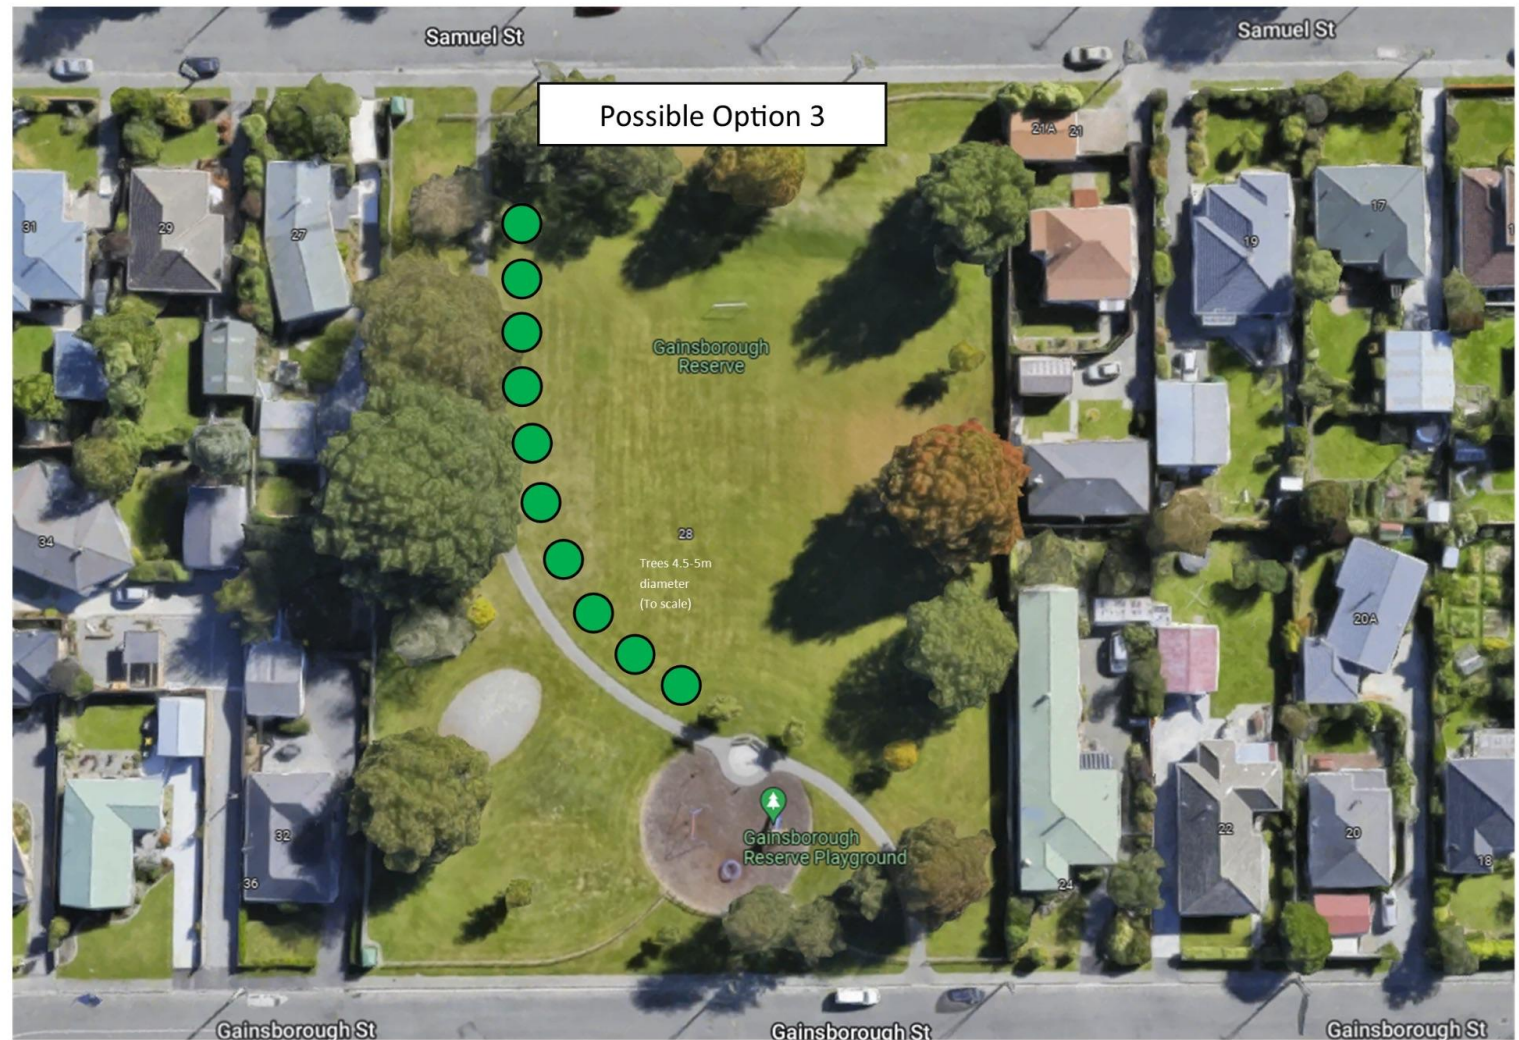 Samuel St
Samuel St
Possible Option 3
21A
21
31
29
27
19
17
Gainsborough
Reserve
28
Trees 4.5-5m
diameter
(To scale)
34
20A
Gainsborough
Reserve Playground
32
36
24
22
20
18
Gainsborough St
Gainsborough St
Gainsborough St